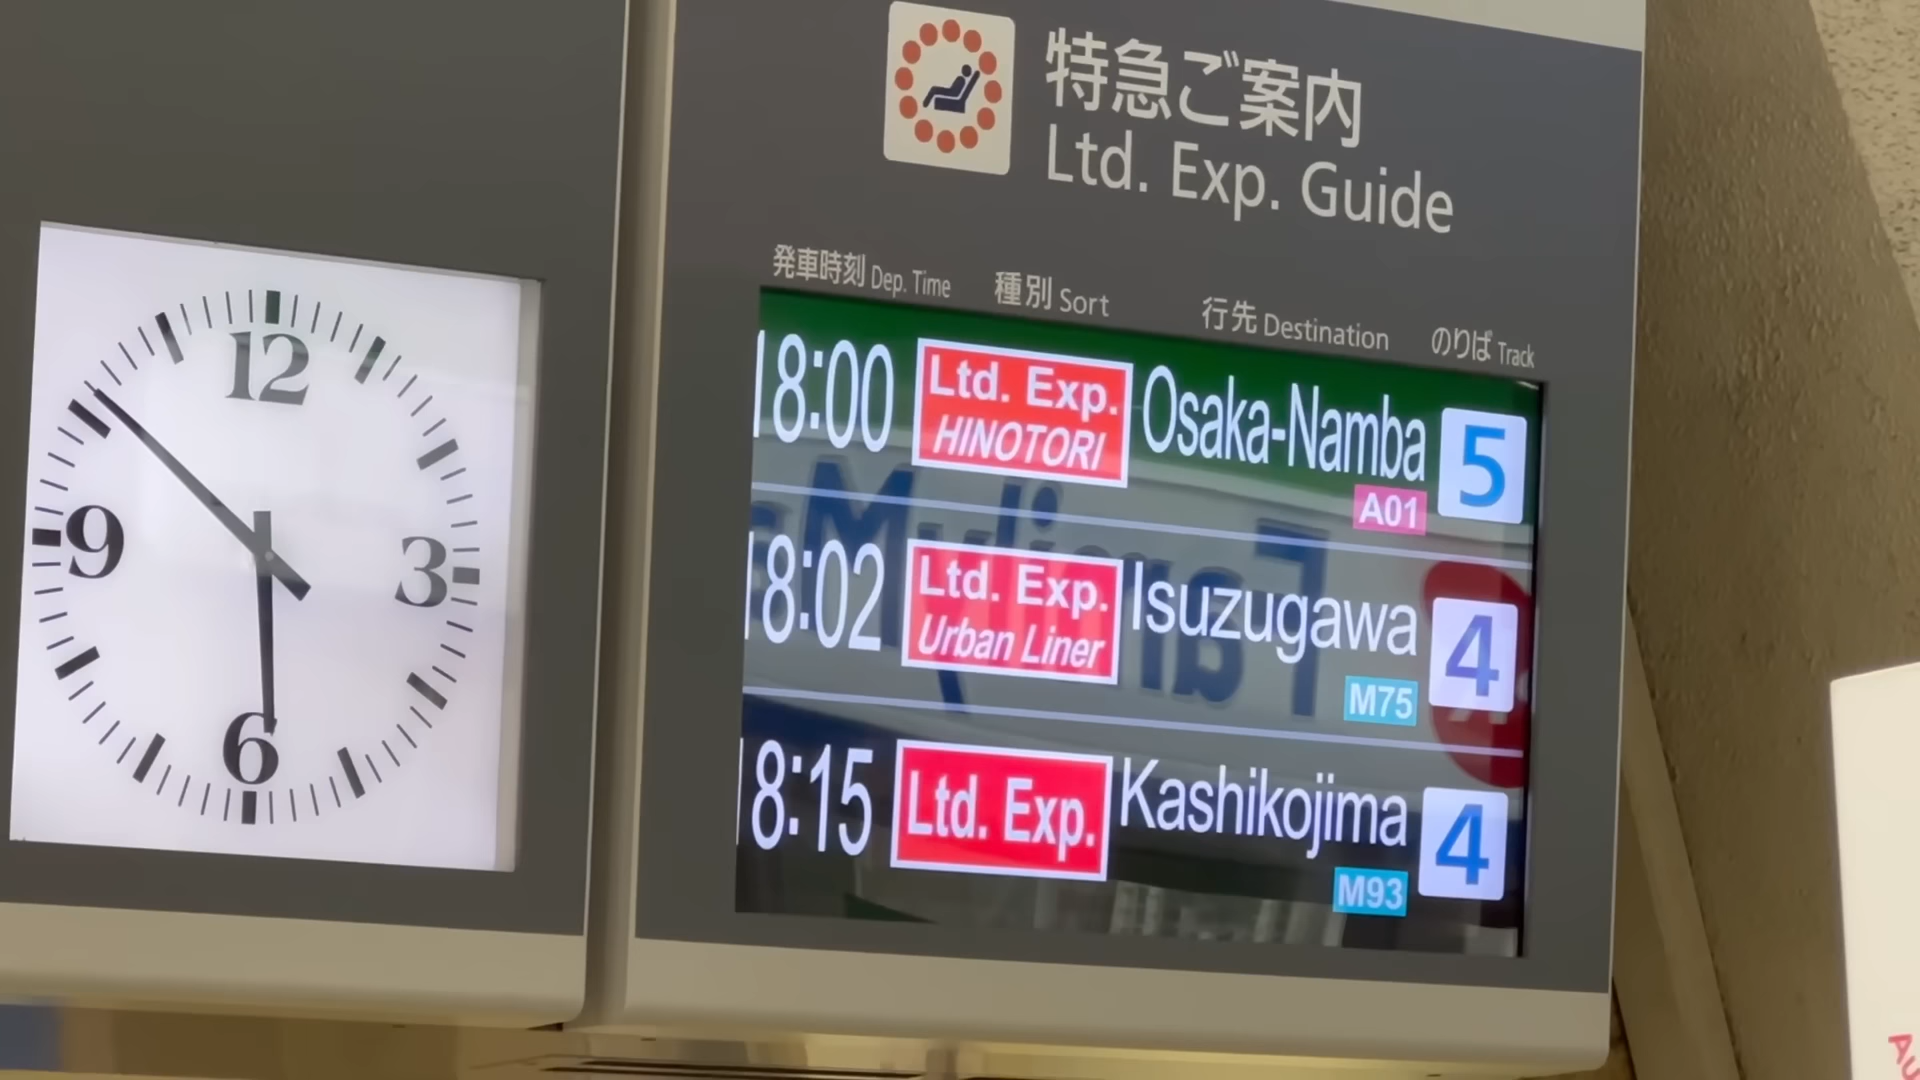 特急ご案内
Ltd. Exp. Guide
発車時刻 Dep. Time 種別 Sort 行先 Destination のりば Track
18:00 Ltd. Exp. HINOTORI Osaka-Namba A01 5
18:02 Ltd. Exp. Urban Liner Isuzugawa M75 4
18:15 Ltd. Exp. Kashikojima M93 4
12
9
3
6
FamilyMart